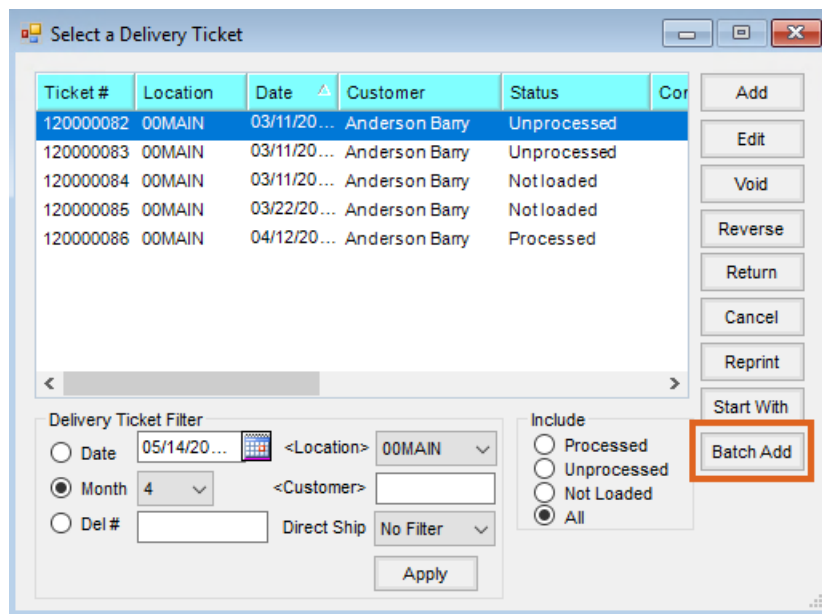 Select a Delivery Ticket
Ticket # Location Date Customer Status Cor
120000082 00MAIN 03/11/20... Anderson Barry Unprocessed
120000083 00MAIN 03/11/20... Anderson Barry Unprocessed
120000084 00MAIN 03/11/20... Anderson Barry Not loaded
120000085 00MAIN 03/22/20... Anderson Barry Not loaded
120000086 00MAIN 04/12/20... Anderson Barry Processed
Add
Edit
Void
Reverse
Return
Cancel
Reprint
Start With
Batch Add
Delivery Ticket Filter
Date 05/14/20... <Location> 00MAIN
Month 4 <Customer>
Del # Direct Ship No Filter
Apply
Include
Processed
Unprocessed
Not Loaded
All